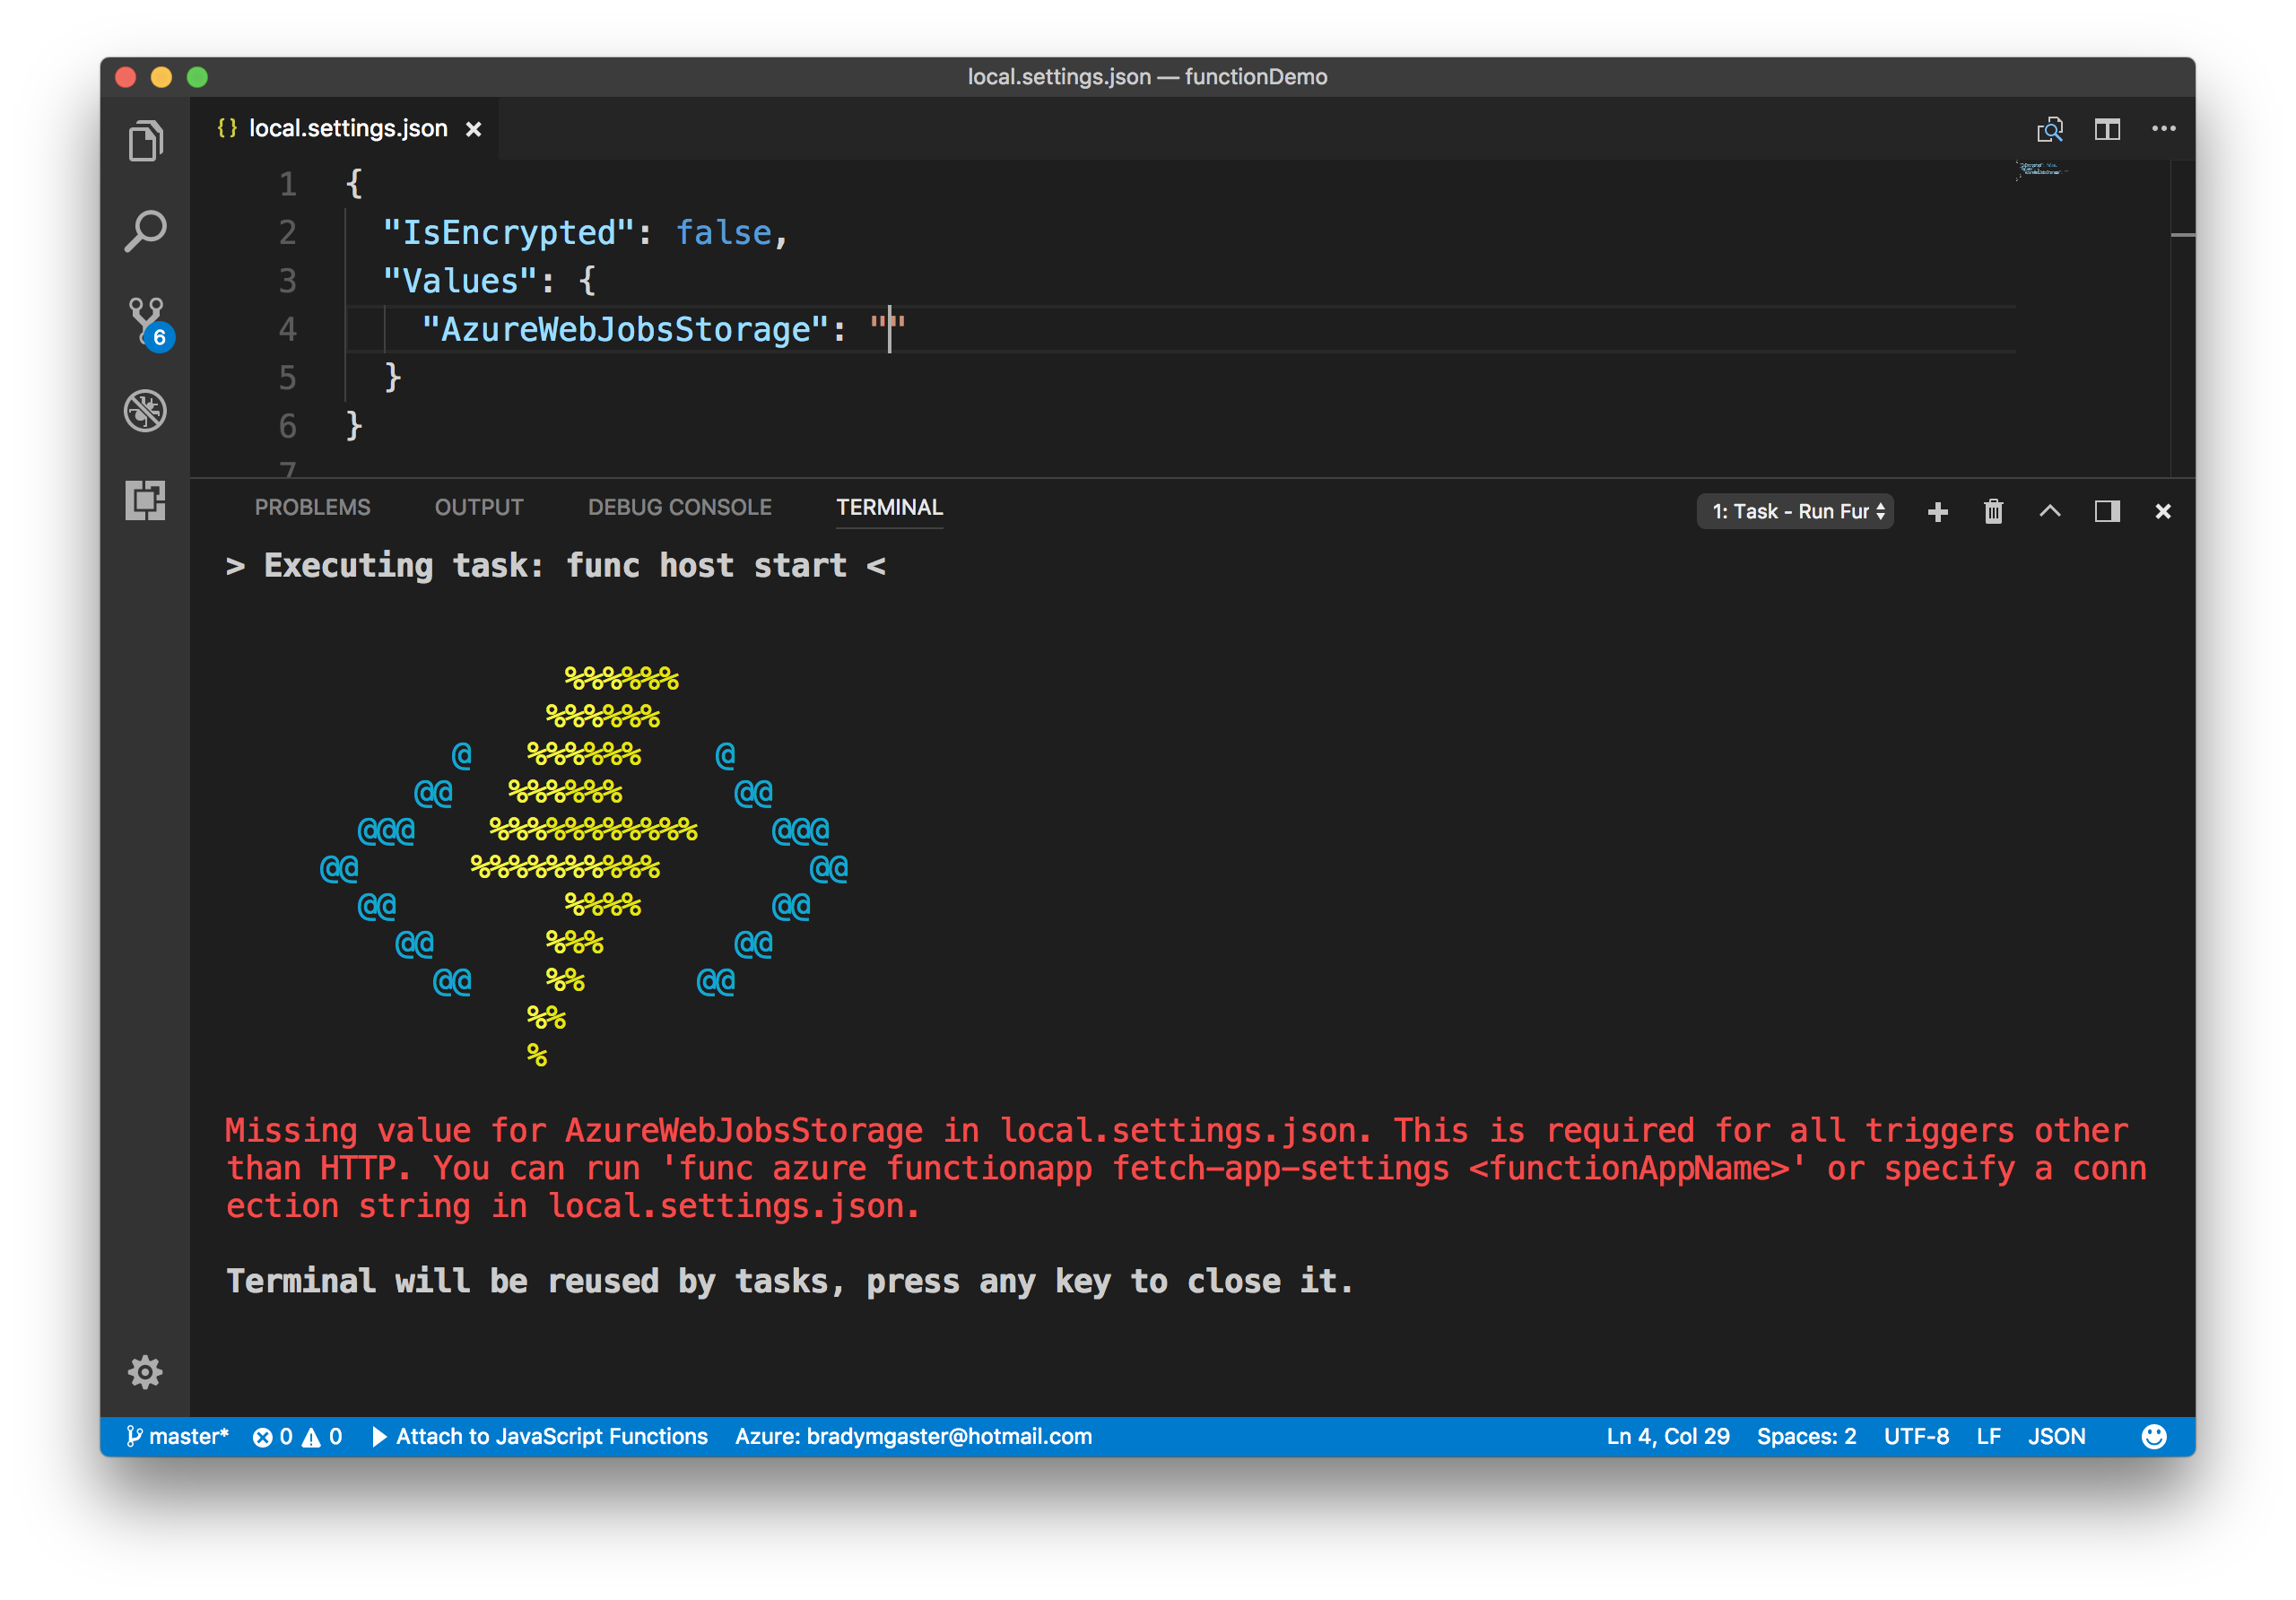 local.settings.json — functionDemo
{} local.settings.json ×
1 {
2 "IsEncrypted": false,
3 "Values": {
4 "AzureWebJobsStorage": ""
5 }
6 }
7
6
PROBLEMS OUTPUT DEBUG CONSOLE TERMINAL 1: Task - Run Fur
> Executing task: func host start <
%%%%%%
%%%%%%
@ %%%%%% @
@@ %%%%%% @@
@@@ %%%%%%%%%%% @@@
@@ %%%%%%%%%% @@
@@ %%%% @@
@@ %%% @@
@@ %% @@
%%
%
Missing value for AzureWebJobsStorage in local.settings.json. This is required for all triggers other
than HTTP. You can run 'func azure functionapp fetch-app-settings <functionAppName>' or specify a conn
ection string in local.settings.json.
Terminal will be reused by tasks, press any key to close it.
master* 0 0 Attach to JavaScript Functions Azure: bradymgaster@hotmail.com Ln 4, Col 29 Spaces: 2 UTF-8 LF JSON